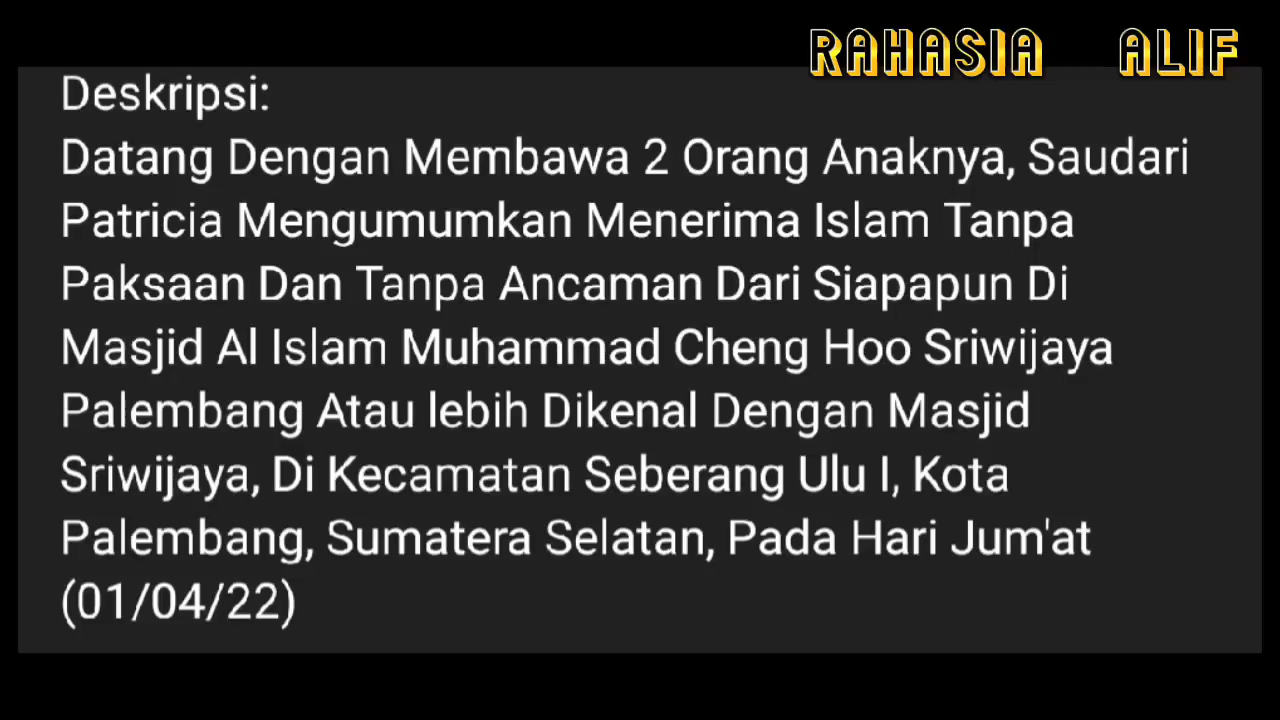 RAHASIA ALIF
Deskripsi:
Datang Dengan Membawa 2 Orang Anaknya, Saudari
Patricia Mengumumkan Menerima Islam Tanpa
Paksaan Dan Tanpa Ancaman Dari Siapapun Di
Masjid Al Islam Muhammad Cheng Hoo Sriwijaya
Palembang Atau lebih Dikenal Dengan Masjid
Sriwijaya, Di Kecamatan Seberang Ulu I, Kota
Palembang, Sumatera Selatan, Pada Hari Jum'at
(01/04/22)